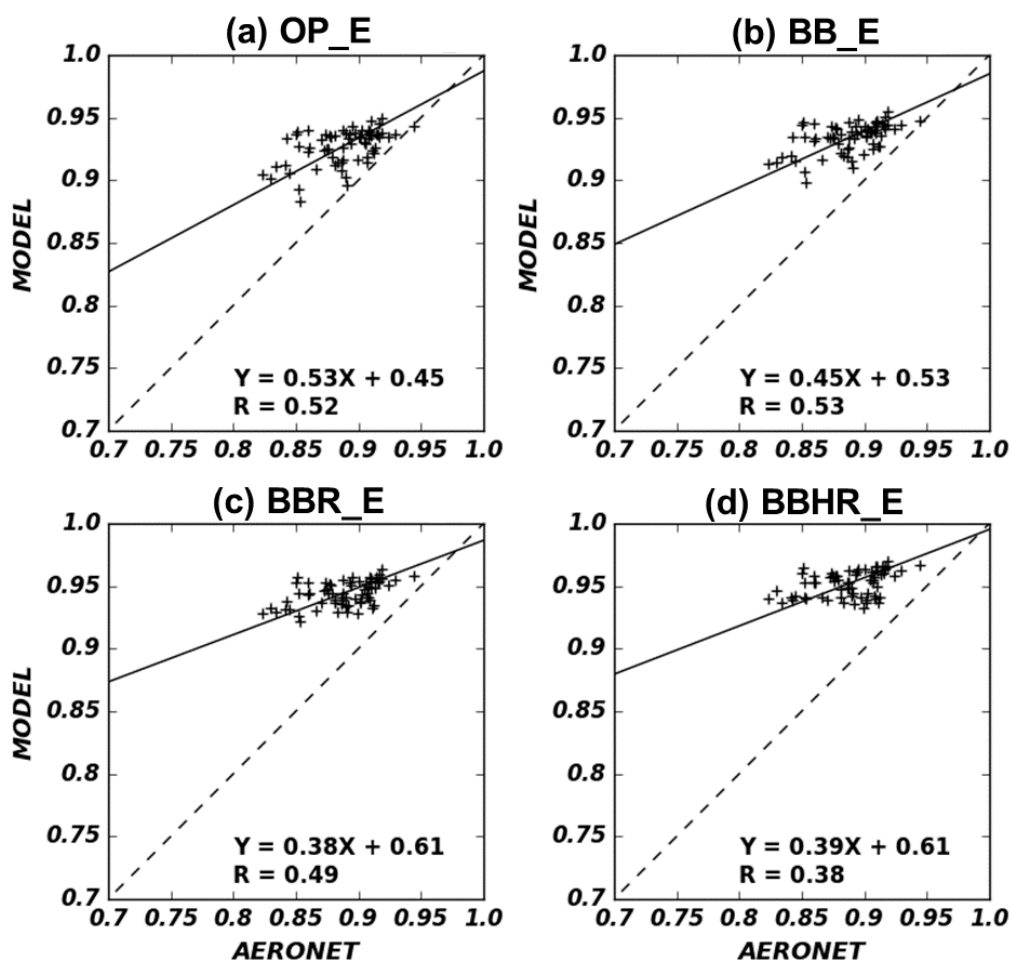 (a) OP_E
1.0
0.95
0.9
0.85
0.8
0.75
0.7
MODEL
Y = 0.53X + 0.45
R = 0.52
0.7 0.75 0.8 0.85 0.9 0.95 1.0
(b) BB_E
1.0
0.95
0.9
0.85
0.8
0.75
0.7
MODEL
Y = 0.45X + 0.53
R = 0.53
0.7 0.75 0.8 0.85 0.9 0.95 1.0
(c) BBR_E
1.0
0.95
0.9
0.85
0.8
0.75
0.7
MODEL
Y = 0.38X + 0.61
R = 0.49
0.7 0.75 0.8 0.85 0.9 0.95 1.0
AERONET
(d) BBHR_E
1.0
0.95
0.9
0.85
0.8
0.75
0.7
Y = 0.39X + 0.61
R = 0.38
0.7 0.75 0.8 0.85 0.9 0.95 1.0
AERONET